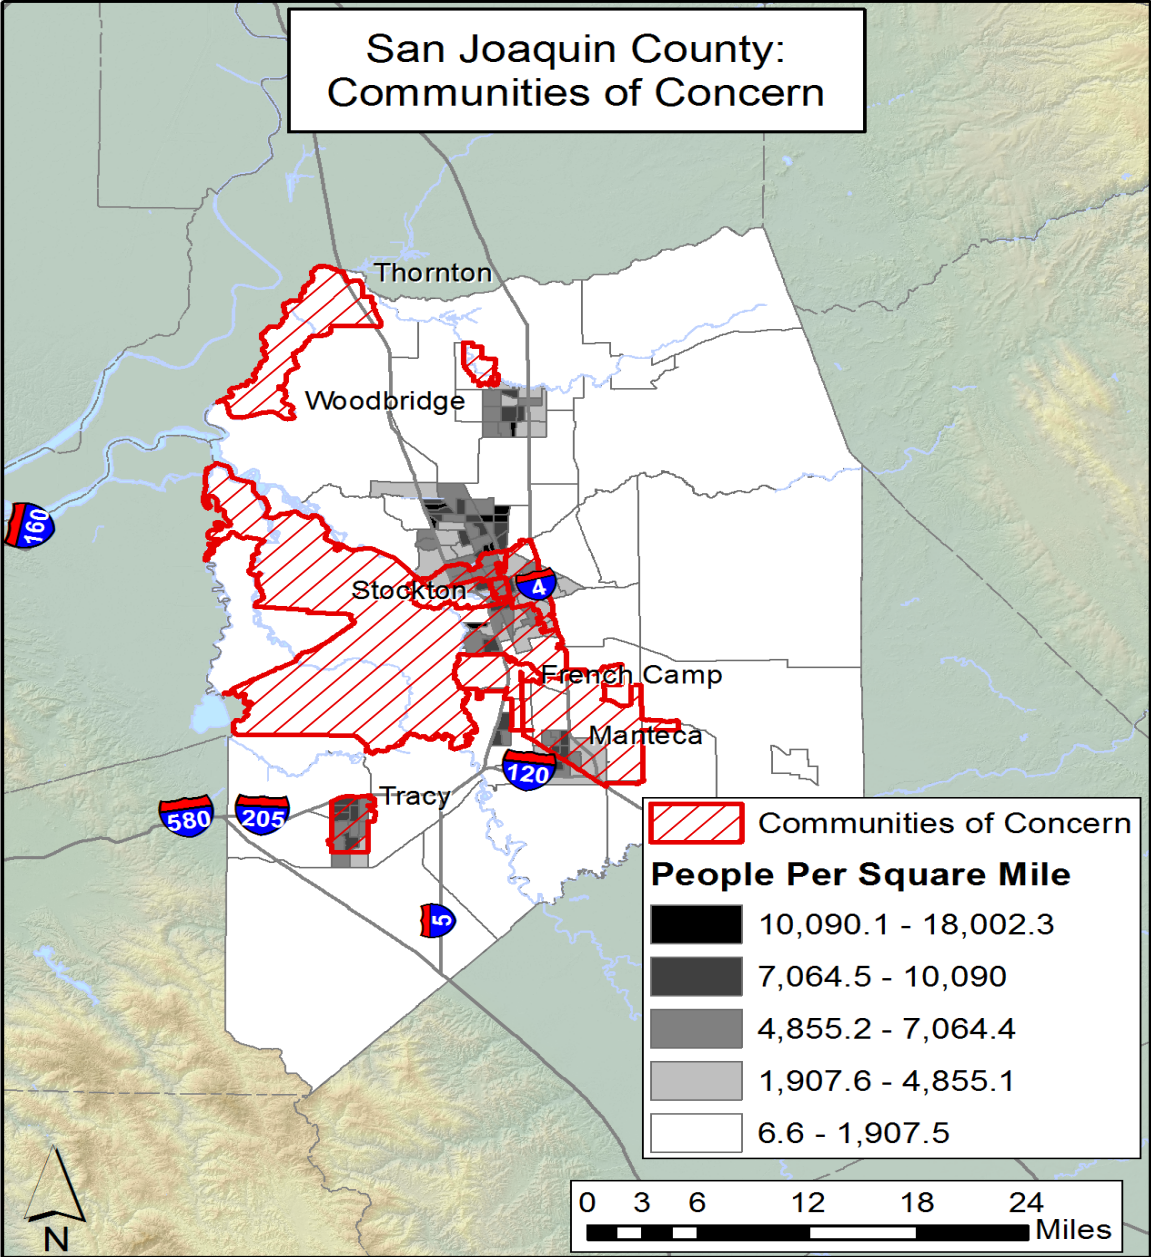 San Joaquin County:
Communities of Concern
Thornton
Woodbridge
160
Stockton
4
French Camp
Manteca
120
Tracy
580
205
5
Communities of Concern
People Per Square Mile
10,090.1 - 18,002.3
7,064.5 - 10,090
4,855.2 - 7,064.4
1,907.6 - 4,855.1
6.6 - 1,907.5
N
0 3 6 12 18 24
Miles